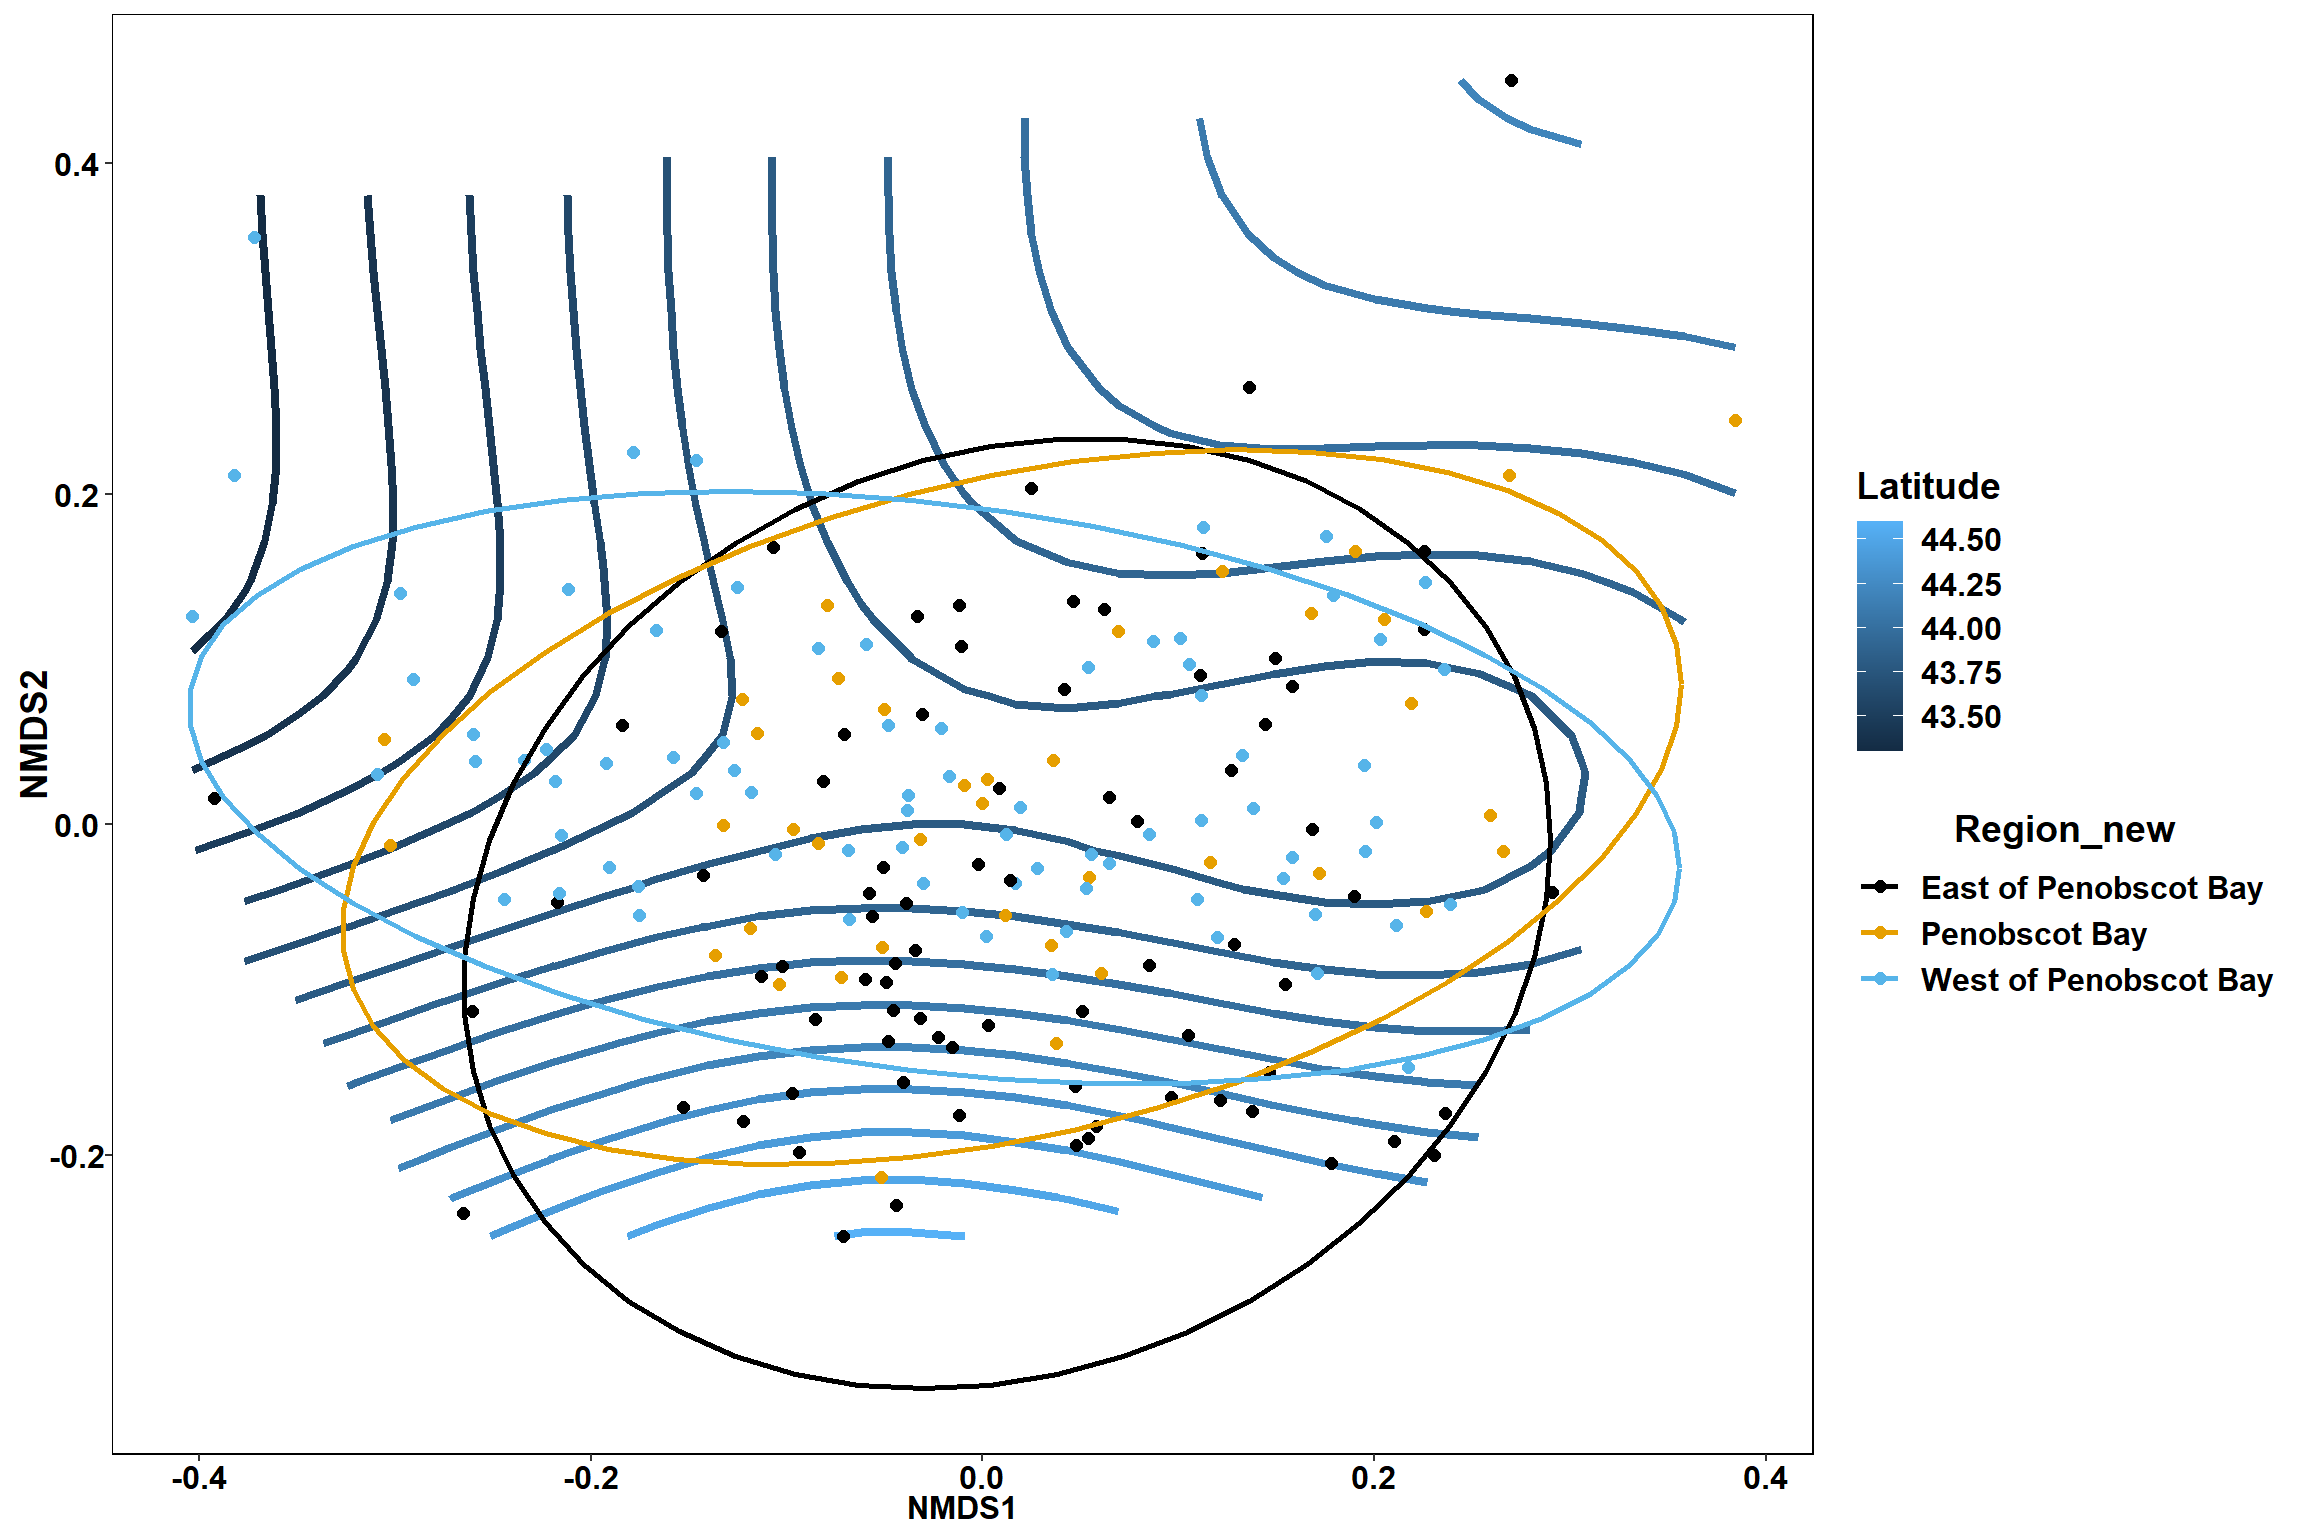 0.4
0.2
0.0
-0.2
NMDS2
-0.4
-0.2
0.0
0.2
0.4
NMDS1
Latitude
44.50
44.25
44.00
43.75
43.50
Region_new
East of Penobscot Bay
Penobscot Bay
West of Penobscot Bay